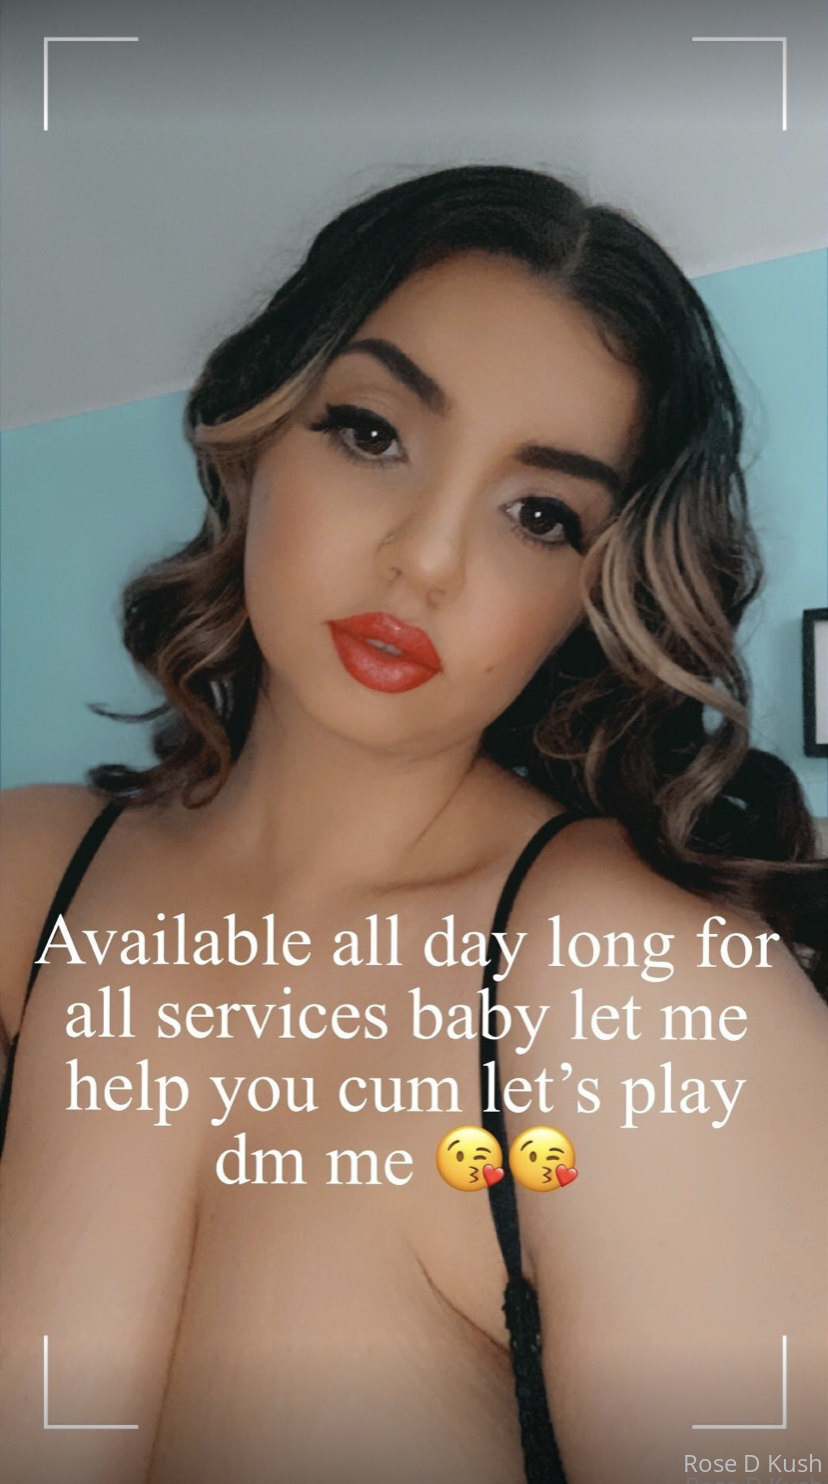 Available all day long for
all services baby let me
help you cum let’s play
dm me 😘😘
Rose D Kush